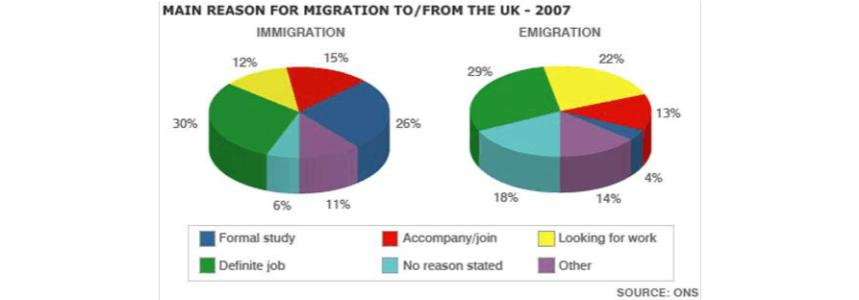 MAIN REASON FOR MIGRATION TO/FROM THE UK - 2007
IMMIGRATION
EMIGRATION
12%
15%
30%
26%
6%
11%
29%
22%
13%
4%
18%
14%
Formal study
Accompany/join
Looking for work
Definite job
No reason stated
Other
SOURCE: ONS